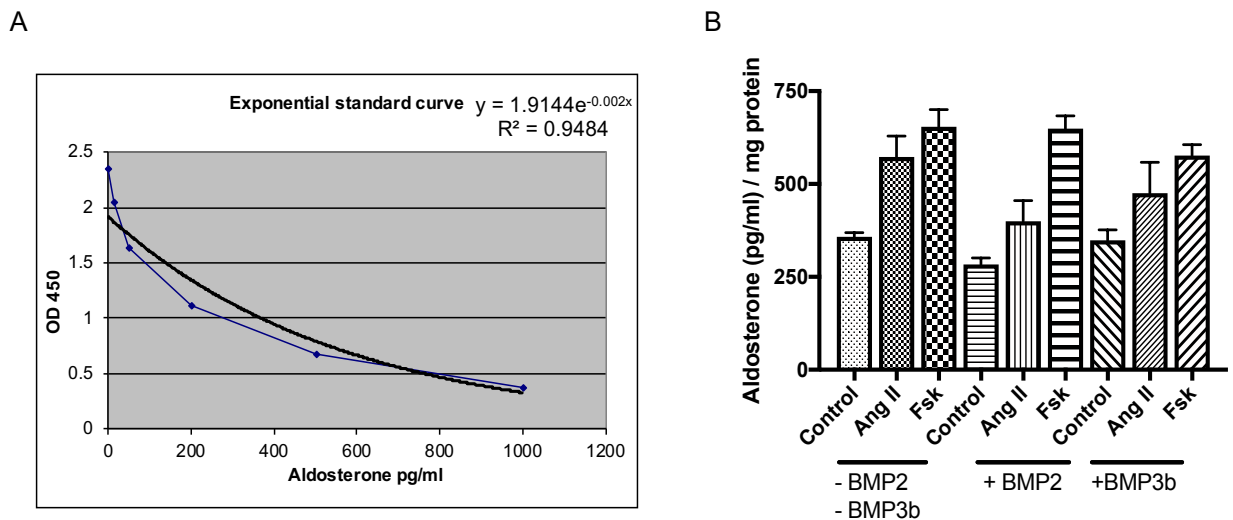 A
B
Exponential standard curve y = 1.9144e-0.002x
R² = 0.9484
2.5
2
1.5
1
0.5
0
0 200 400 600 800 1000 1200
OD 450
Aldosterone pg/ml
Aldosterone (pg/ml) / mg protein
750
500
250
0
Control Ang II Fsk Control Ang II Fsk Control Ang II Fsk
- BMP2 + BMP2 +BMP3b
- BMP3b